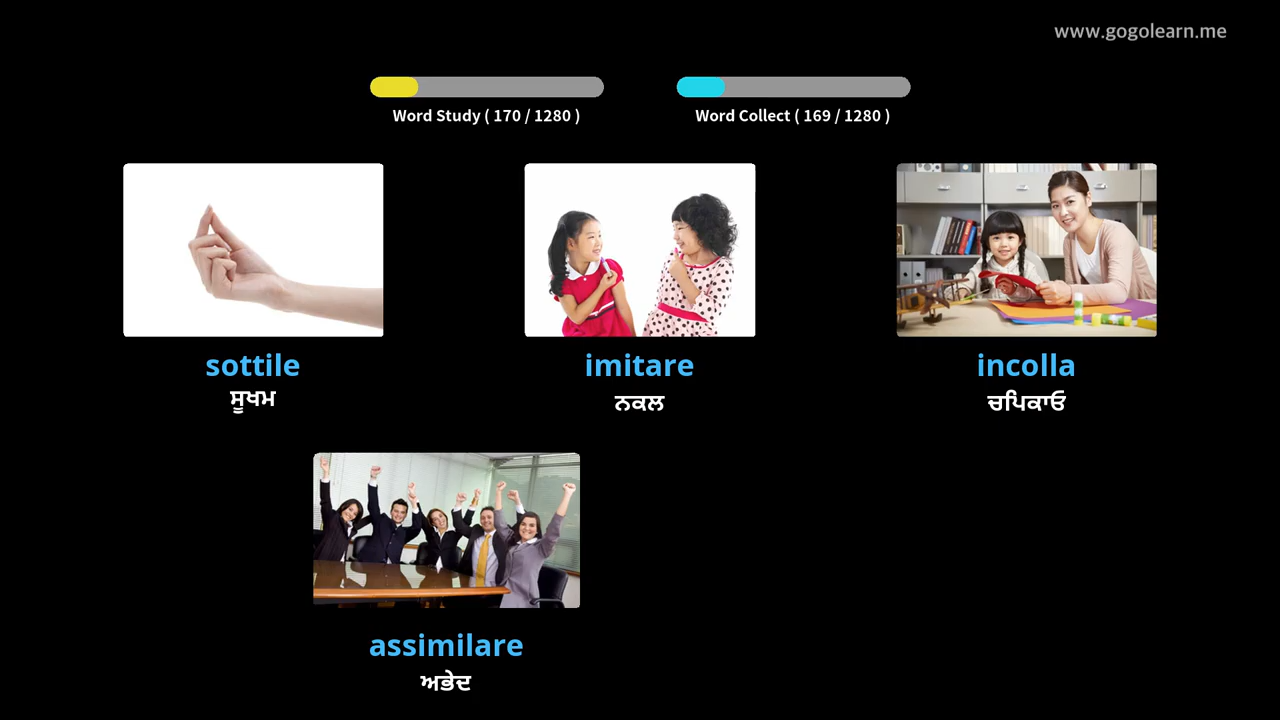 www.gogolearn.me
Word Study ( 170 / 1280 )
Word Collect ( 169 / 1280 )
sottile
ਸੂਖਮ
imitare
ਨਕਲ
incolla
ਚਪਿਕਾਓ
assimilare
ਅਭੇਦ